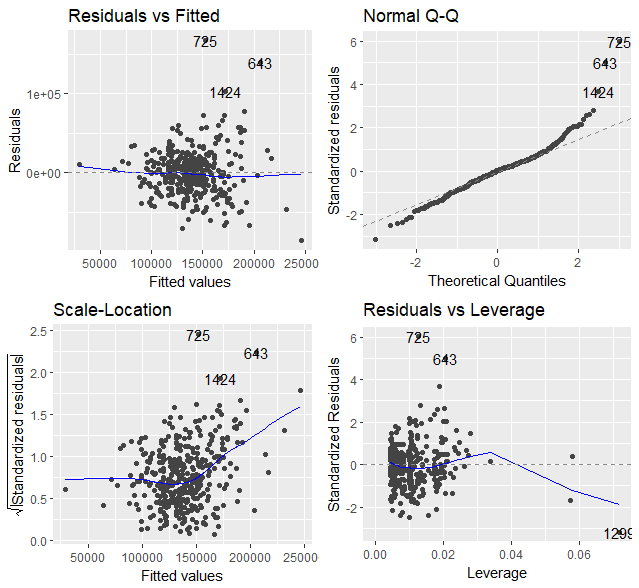 Residuals vs Fitted
725
643
1424
1e+05
0e+00
Residuals
50000 100000 150000 200000 250000
Fitted values
Normal Q-Q
725
643
1424
6
4
2
0
-2
Standardized residuals
-2 0 2
Theoretical Quantiles
Scale-Location
725
643
1424
2.5
2.0
1.5
1.0
0.5
0.0
√|Standardized residuals|
50000 100000 150000 200000 250000
Fitted values
Residuals vs Leverage
725
643
1299
6
4
2
0
-2
Standardized Residuals
0.00 0.02 0.04 0.06
Leverage